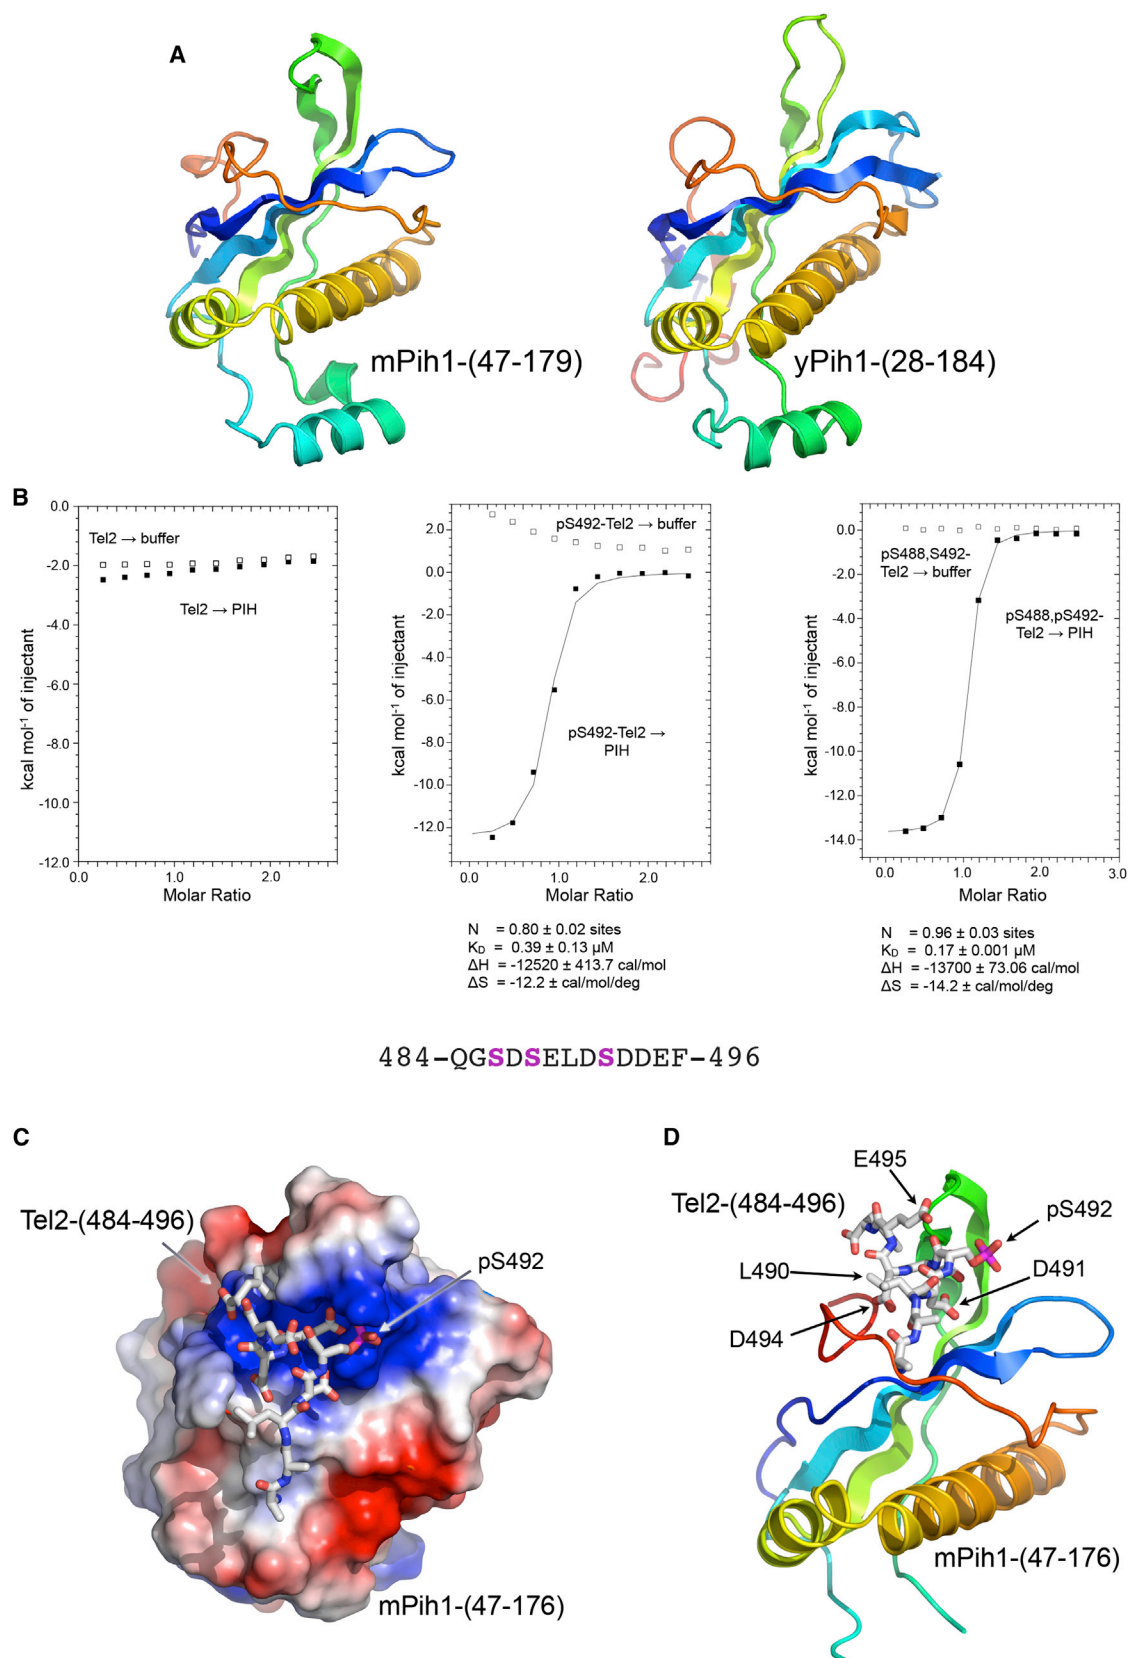 A
mPih1-(47-179)
yPih1-(28-184)
B
0.0
-2.0
-4.0
-6.0
-8.0
-10.0
-12.0
kcal mol-1 of injectant
Tel2 → buffer
Tel2 → PIH
0.0
2.0
Molar Ratio
2.0
0.0
-2.0
-4.0
-6.0
-8.0
-10.0
-12.0
kcal mol-1 of injectant
pS492-Tel2 → buffer
pS492-Tel2 →
PIH
0.0
1.0
2.0
Molar Ratio
N = 0.80 ± 0.02 sites
KD = 0.39 ± 0.13 µM
ΔH = -12520 ± 413.7 cal/mol
ΔS = -12.2 ± cal/mol/deg
0.0
-2.0
-4.0
-6.0
-8.0
-10.0
-12.0
-14.0
kcal mol-1 of injectant
pS488,S492-
Tel2 → buffer
pS488,pS492-
Tel2 → PIH
0.0
1.0
2.0
3.0
Molar Ratio
N = 0.96 ± 0.03 sites
KD = 0.17 ± 0.001 µM
ΔH = -13700 ± 73.06 cal/mol
ΔS = -14.2 ± cal/mol/deg
484-QGSDSELDSDDEF-496
C
Tel2-(484-496)
pS492
mPih1-(47-176)
D
E495
Tel2-(484-496)
pS492
L490
D491
D494
mPih1-(47-176)